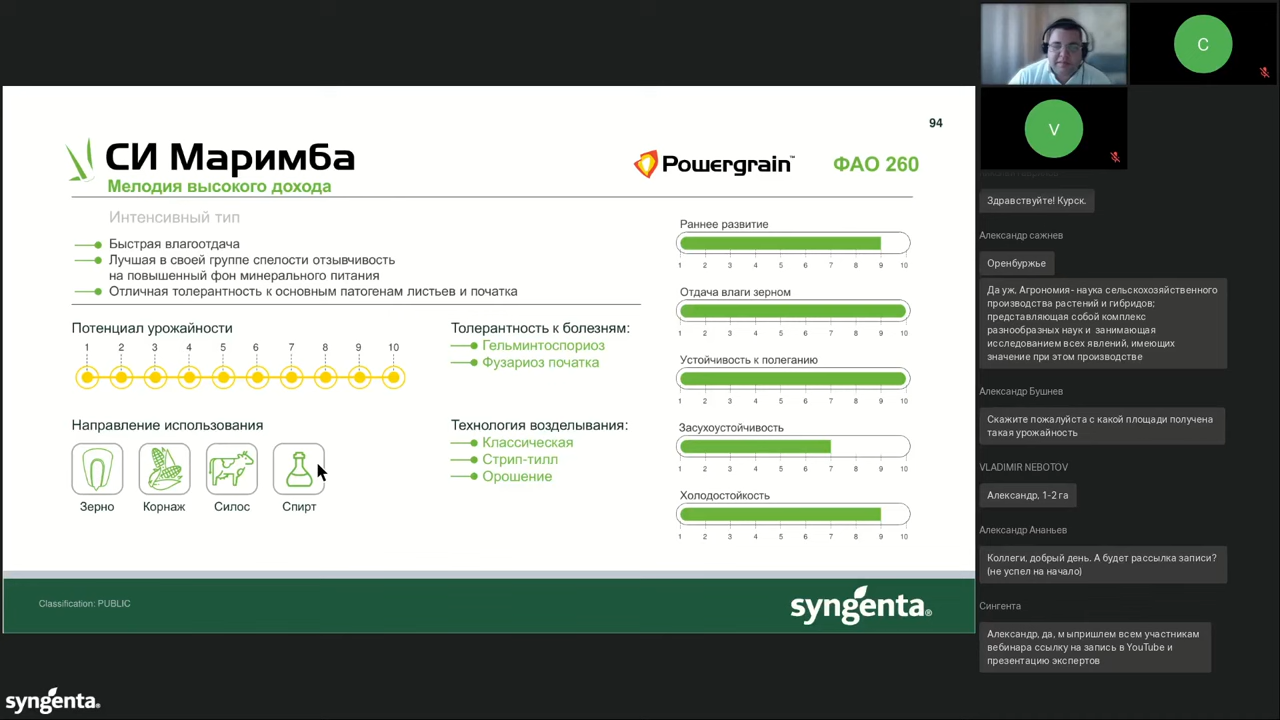 94
СИ Маримба
Мелодия высокого дохода
Powergrain™
ФАО 260
Интенсивный тип
Быстрая влагоотдача
Лучшая в своей группе спелости отзывчивость
на повышенный фон минерального питания
Отличная толерантность к основным патогенам листьев и початка
Потенциал урожайности
1 2 3 4 5 6 7 8 9 10
Направление использования
Зерно Корнаж Силос Спирт
Толерантность к болезням:
Гельминтоспориоз
Фузариоз початка
Технология возделывания:
Классическая
Стрип-тилл
Орошение
Раннее развитие
1 2 3 4 5 6 7 8 9 10
Отдача влаги зерном
1 2 3 4 5 6 7 8 9 10
Устойчивость к полеганию
1 2 3 4 5 6 7 8 9 10
Засухоустойчивость
1 2 3 4 5 6 7 8 9 10
Холодостойкость
1 2 3 4 5 6 7 8 9 10
Classification: PUBLIC
syngenta®
syngenta®
C
V
Здравствуйте! Курск.
Александр сажнев
Оренбуржье
Да уж, Агрономия- наука сельскохозяйственного
производства растений и гибридов;
представляющая собой комплекс
разнообразных наук и занимающая
исследованием всех явлений, имеющих
значение при этом производстве
Александр Бушнев
Скажите пожалуйста с какой площади получена
такая урожайность
VLADIMIR NEBOTOV
Александр, 1-2 га
Александр Ананьев
Коллеги, добрый день. А будет рассылка записи?
(не успел на начало)
Сингента
Александр, да, м ыпришлем всем участникам
вебинара ссылку на запись в YouTube и
презентацию экспертов